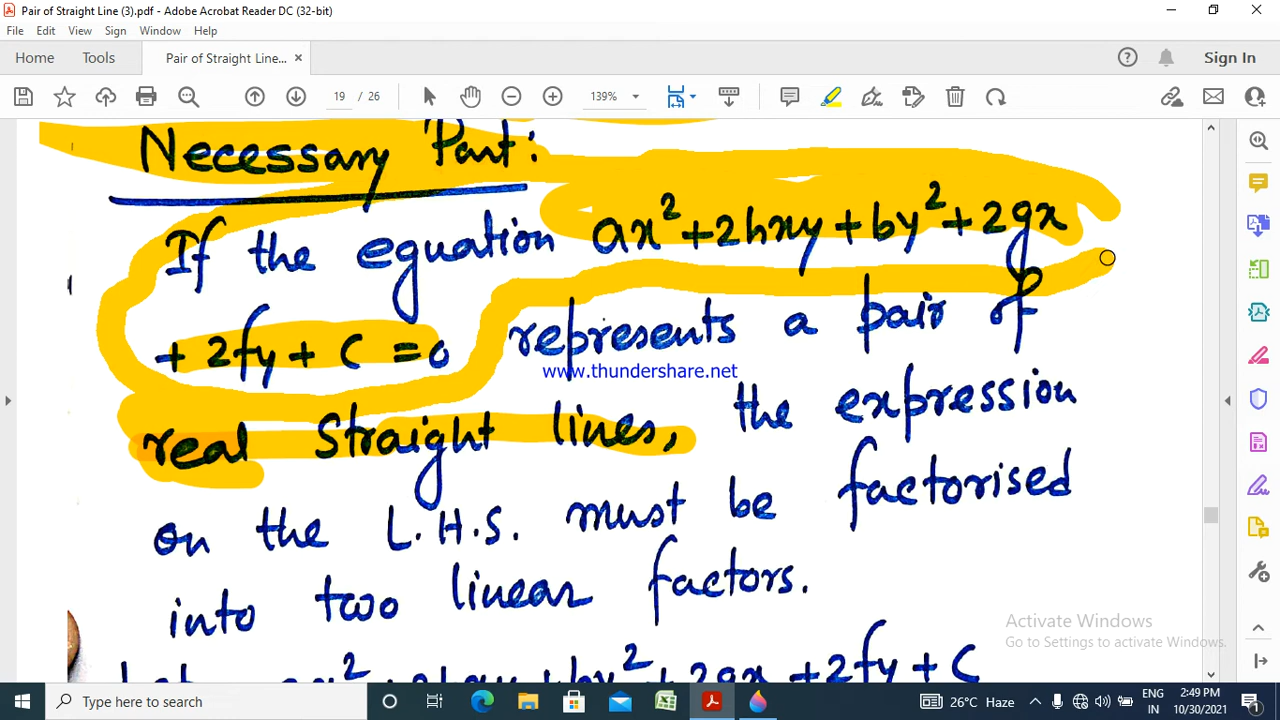 Pair of Straight Line (3).pdf - Adobe Acrobat Reader DC (32-bit)
File Edit View Sign Window Help
Home Tools Pair of Straight Line... × Sign In
19 / 26 139%
Necessary Part:
If the equation ax²+2hxy+by²+2gx
+2fy+c=0 represents a pair of
www.thundershare.net
real straight lines, the expression
on the L.H.S. must be factorised
into two linear factors.
Activate Windows
Go to Settings to activate Windows.
Type here to search
26°C Haze
ENG
IN
2:49 PM
10/30/2021
1